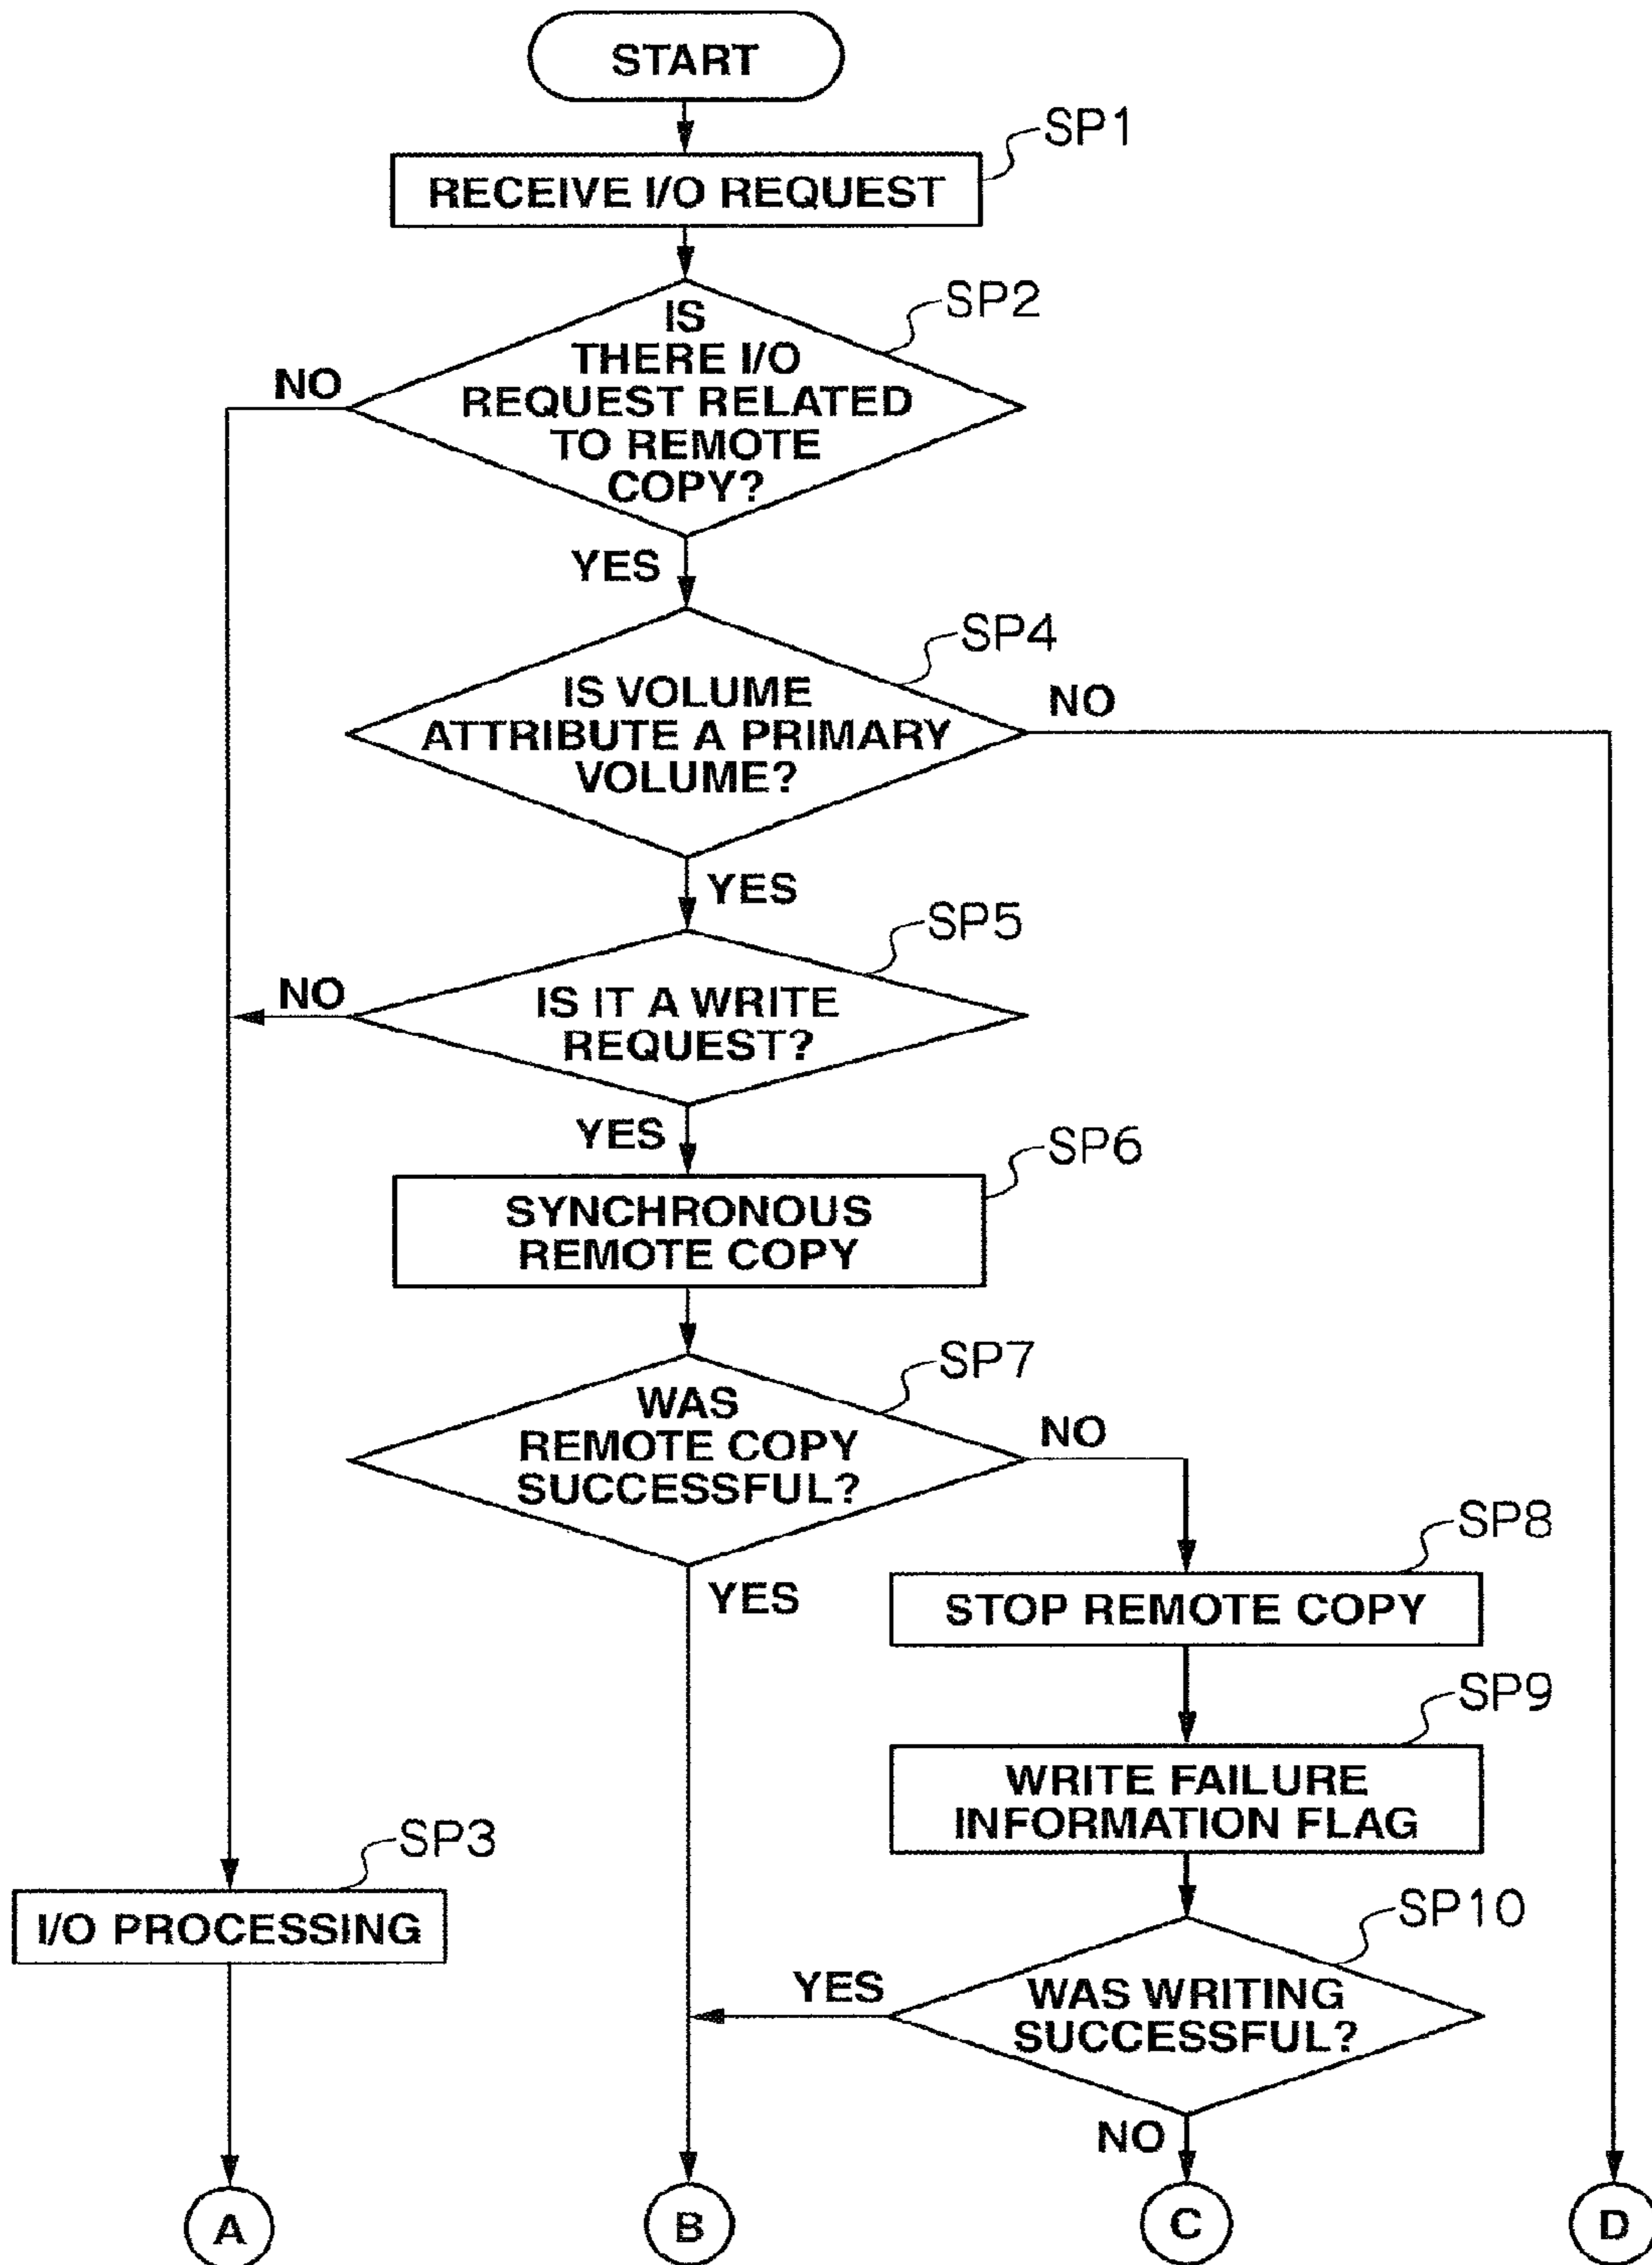 START
SP1
RECEIVE I/O REQUEST
SP2
IS
THERE I/O
REQUEST RELATED
TO REMOTE
COPY?
NO
YES
SP4
IS VOLUME
ATTRIBUTE A PRIMARY
VOLUME?
NO
YES
SP5
IS IT A WRITE
REQUEST?
NO
YES
SP6
SYNCHRONOUS
REMOTE COPY
SP7
WAS
REMOTE COPY
SUCCESSFUL?
NO
YES
SP8
STOP REMOTE COPY
SP9
WRITE FAILURE
INFORMATION FLAG
SP3
I/O PROCESSING
SP10
WAS WRITING
SUCCESSFUL?
YES
NO
A
B
C
D